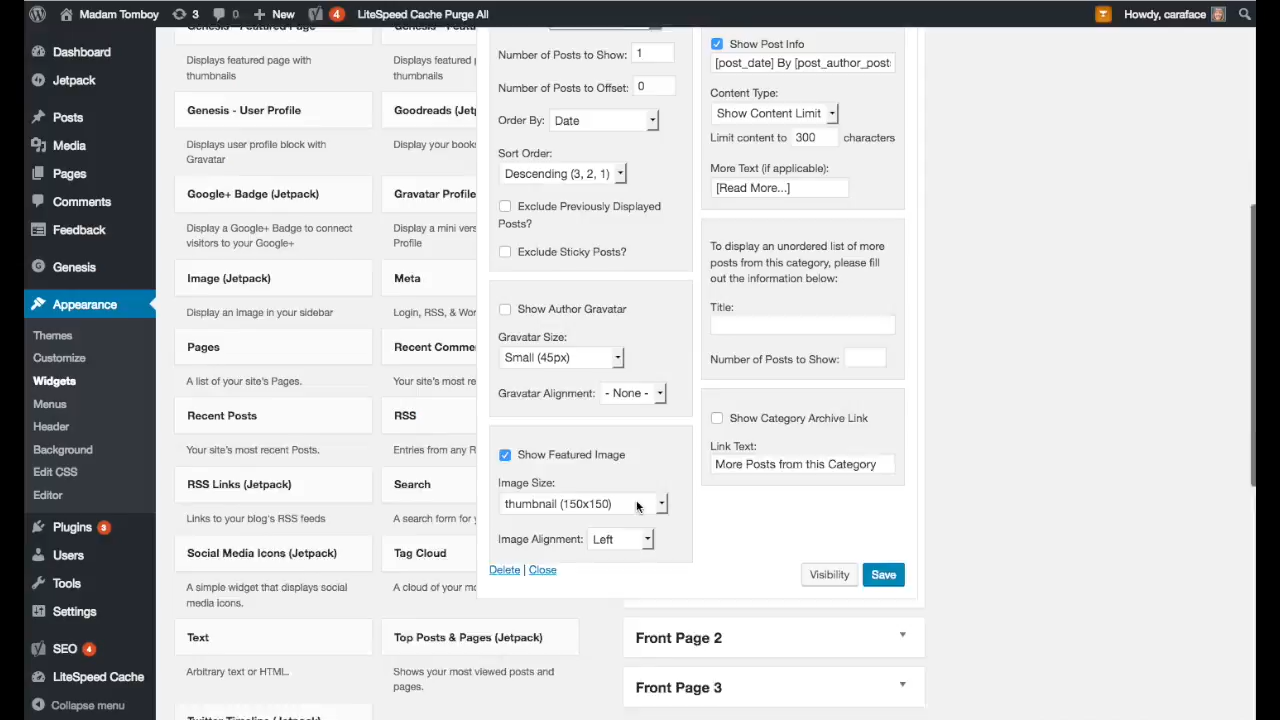 Madam Tomboy
3
0
New
4
LiteSpeed Cache Purge All
Howdy, caraface
Dashboard
Jetpack
Posts
Media
Pages
Comments
Feedback
Genesis
Appearance
Themes
Customize
Widgets
Menus
Header
Background
Edit CSS
Editor
Plugins 3
Users
Tools
Settings
SEO 4
LiteSpeed Cache
Collapse menu
Genesis - Featured Page
Displays featured page with
thumbnails
Genesis - User Profile
Displays user profile block with
Gravatar
Google+ Badge (Jetpack)
Display a Google+ Badge to connect
visitors to your Google+
Image (Jetpack)
Display an image in your sidebar
Pages
A list of your site's Pages.
Recent Posts
Your site's most recent Posts.
RSS Links (Jetpack)
Links to your blog's RSS feeds
Social Media Icons (Jetpack)
A simple widget that displays social
media icons.
Text
Arbitrary text or HTML.
Twitter Timeline (Jetpack)
Genesis - Featu
Displays featured p
thumbnails
Goodreads (Jetp
Display your book
Gravatar Profile
Display a mini vers
Profile
Meta
Login, RSS, & Wor
Recent Comme
Your site's most re
RSS
Entries from any R
Search
A search form for y
Tag Cloud
A cloud of your mo
Top Posts & Pages (Jetpack)
Shows your most viewed posts and
pages.
Number of Posts to Show: 1
Number of Posts to Offset: 0
Order By: Date
Sort Order:
Descending (3, 2, 1)
Exclude Previously Displayed
Posts?
Exclude Sticky Posts?
Show Author Gravatar
Gravatar Size:
Small (45px)
Gravatar Alignment: - None -
Show Featured Image
Image Size:
thumbnail (150x150)
Image Alignment: Left
Delete | Close
Show Post Info
[post_date] By [post_author_post
Content Type:
Show Content Limit
Limit content to 300 characters
More Text (if applicable):
[Read More...]
To display an unordered list of more
posts from this category, please fill
out the information below:
Title:
Number of Posts to Show:
Show Category Archive Link
Link Text:
More Posts from this Category
Visibility
Save
Front Page 2
Front Page 3